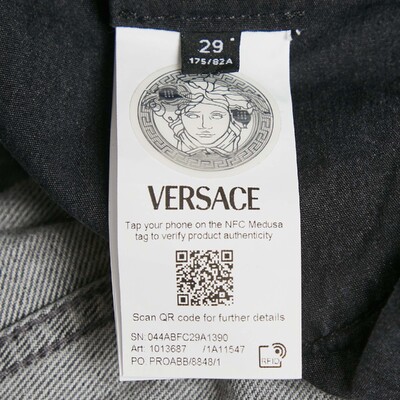 29
175/82A
VERSACE
Tap your phone on the NFC Medusa
tag to verify product authenticity
Scan QR code for further details
SN:044ABFC29A1390
Art: 1013687 /1A11547
PO PROABB/8848/1
RFID